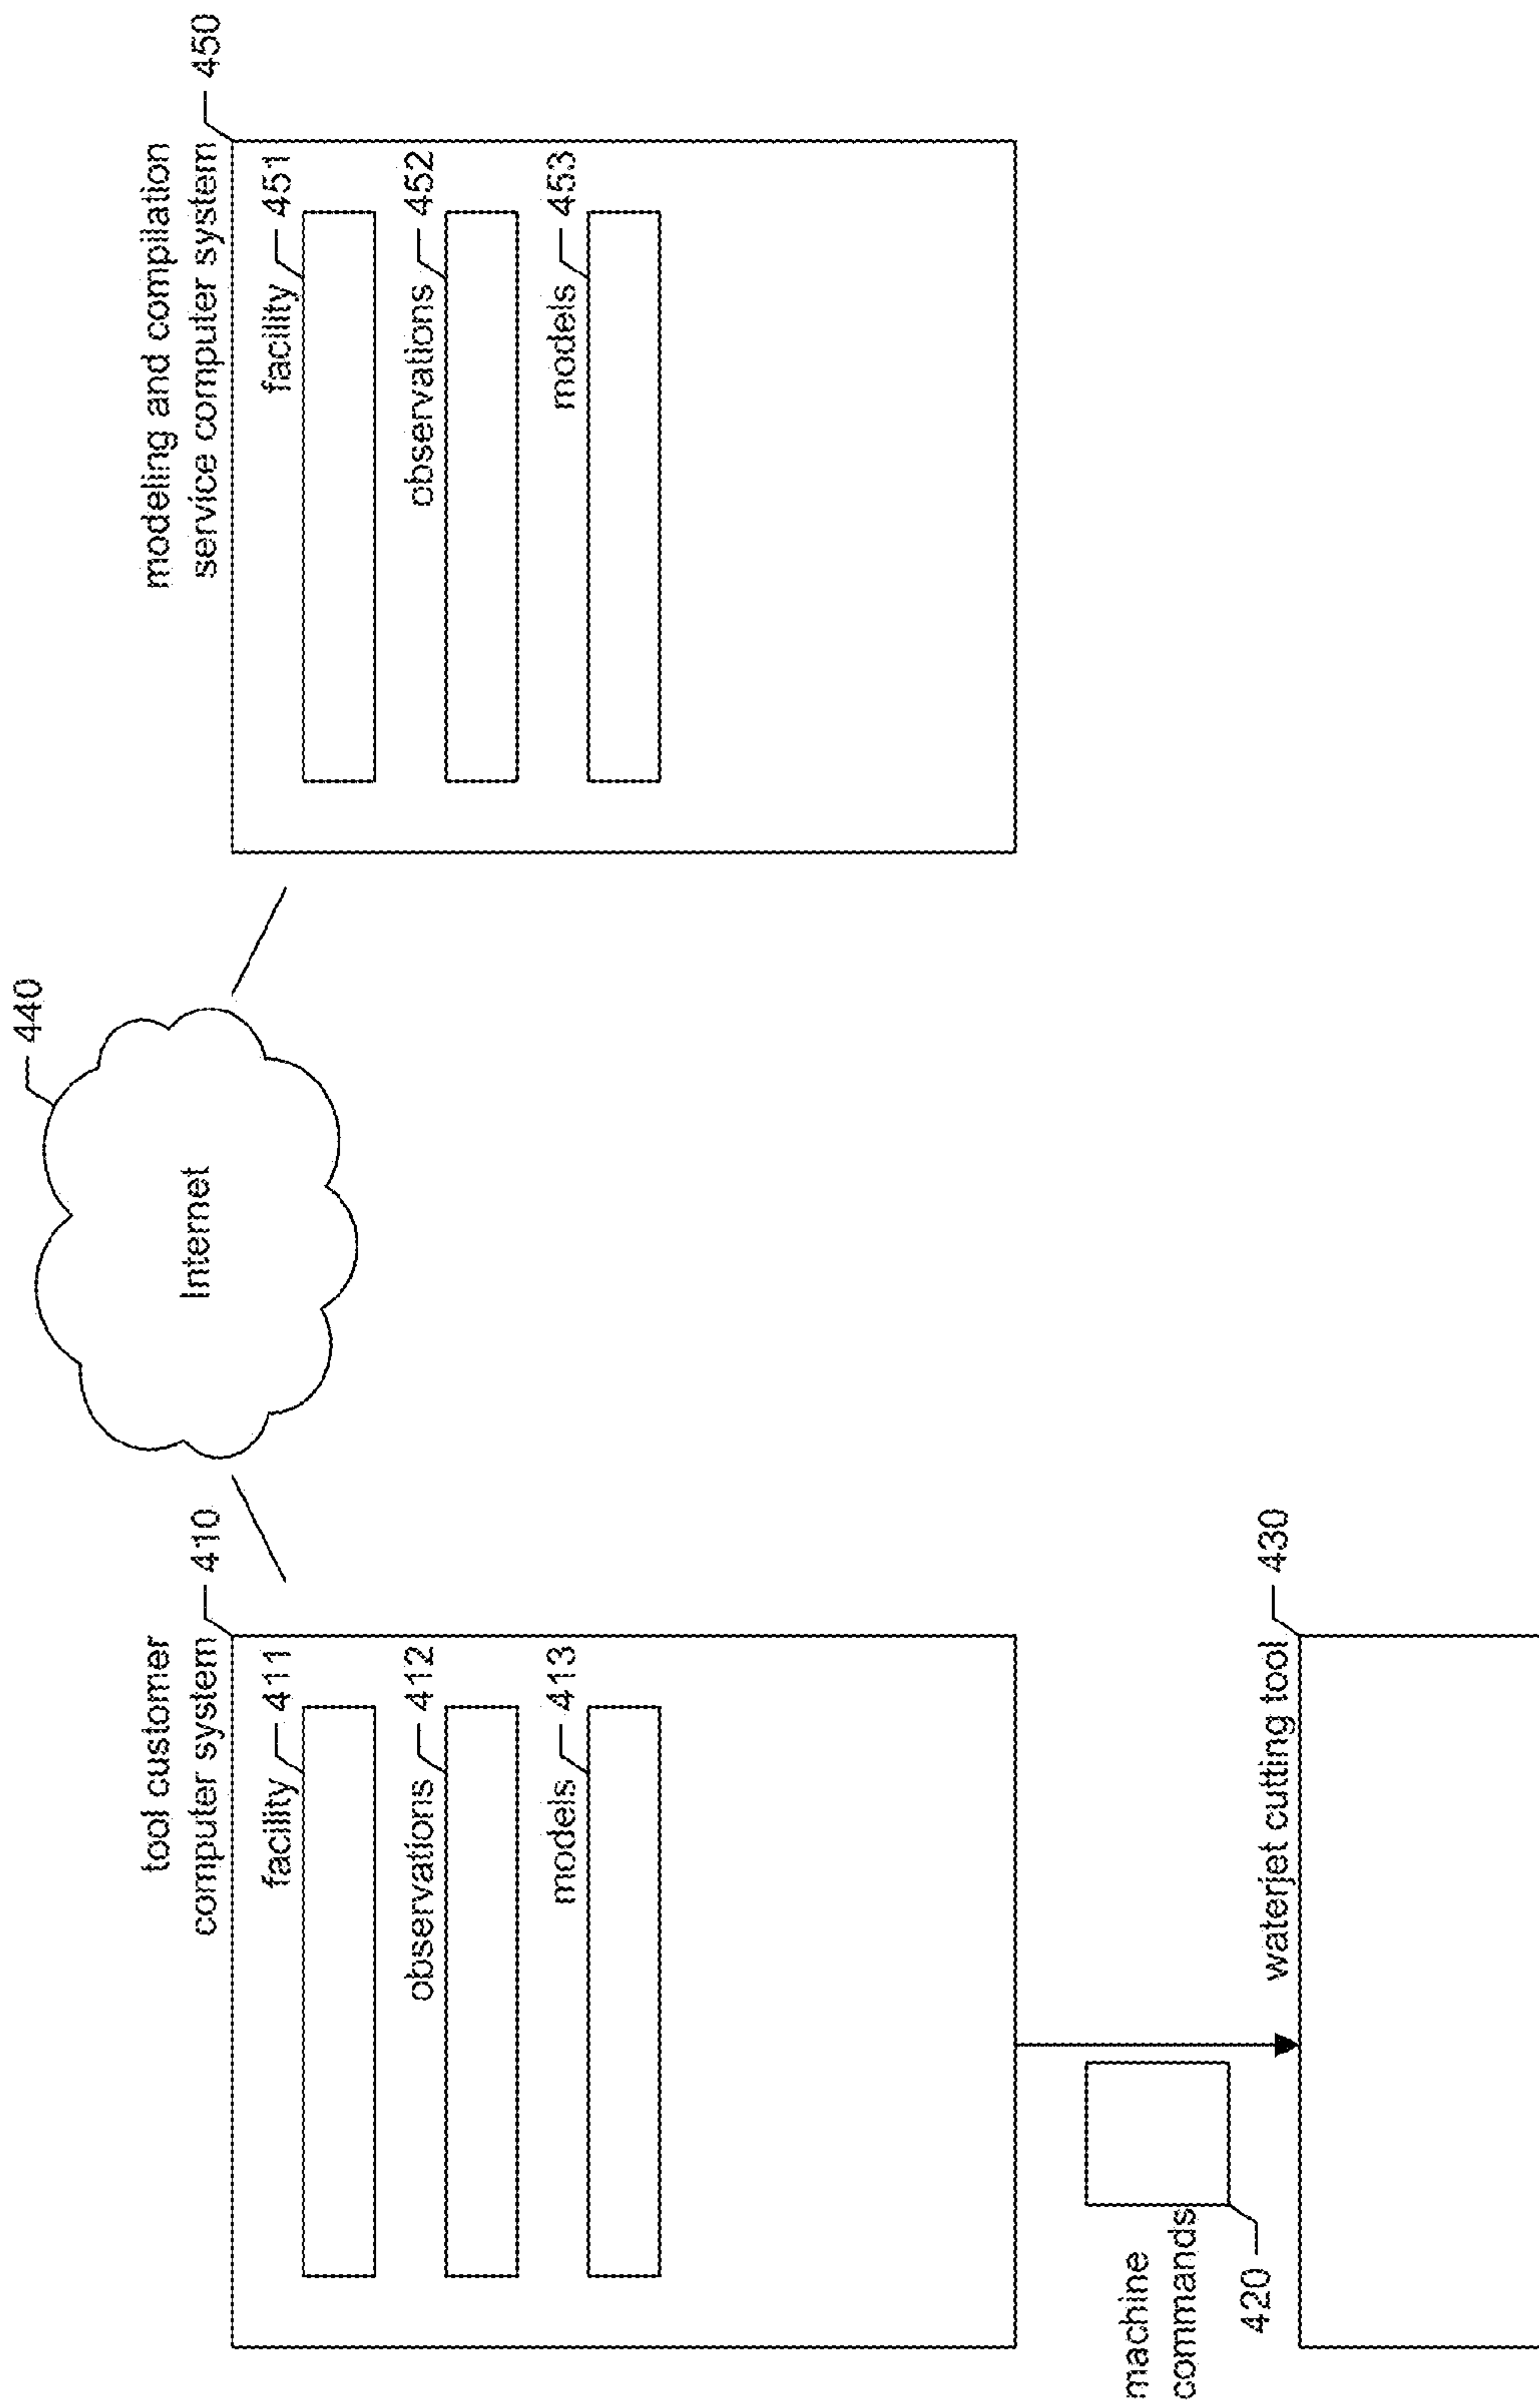 tool customer
computer system
410
facility
411
observations
412
models
413
machine
commands
420
waterjet cutting tool
430
Internet
440
modeling and compilation
service computer system
450
facility
451
observations
452
models
453